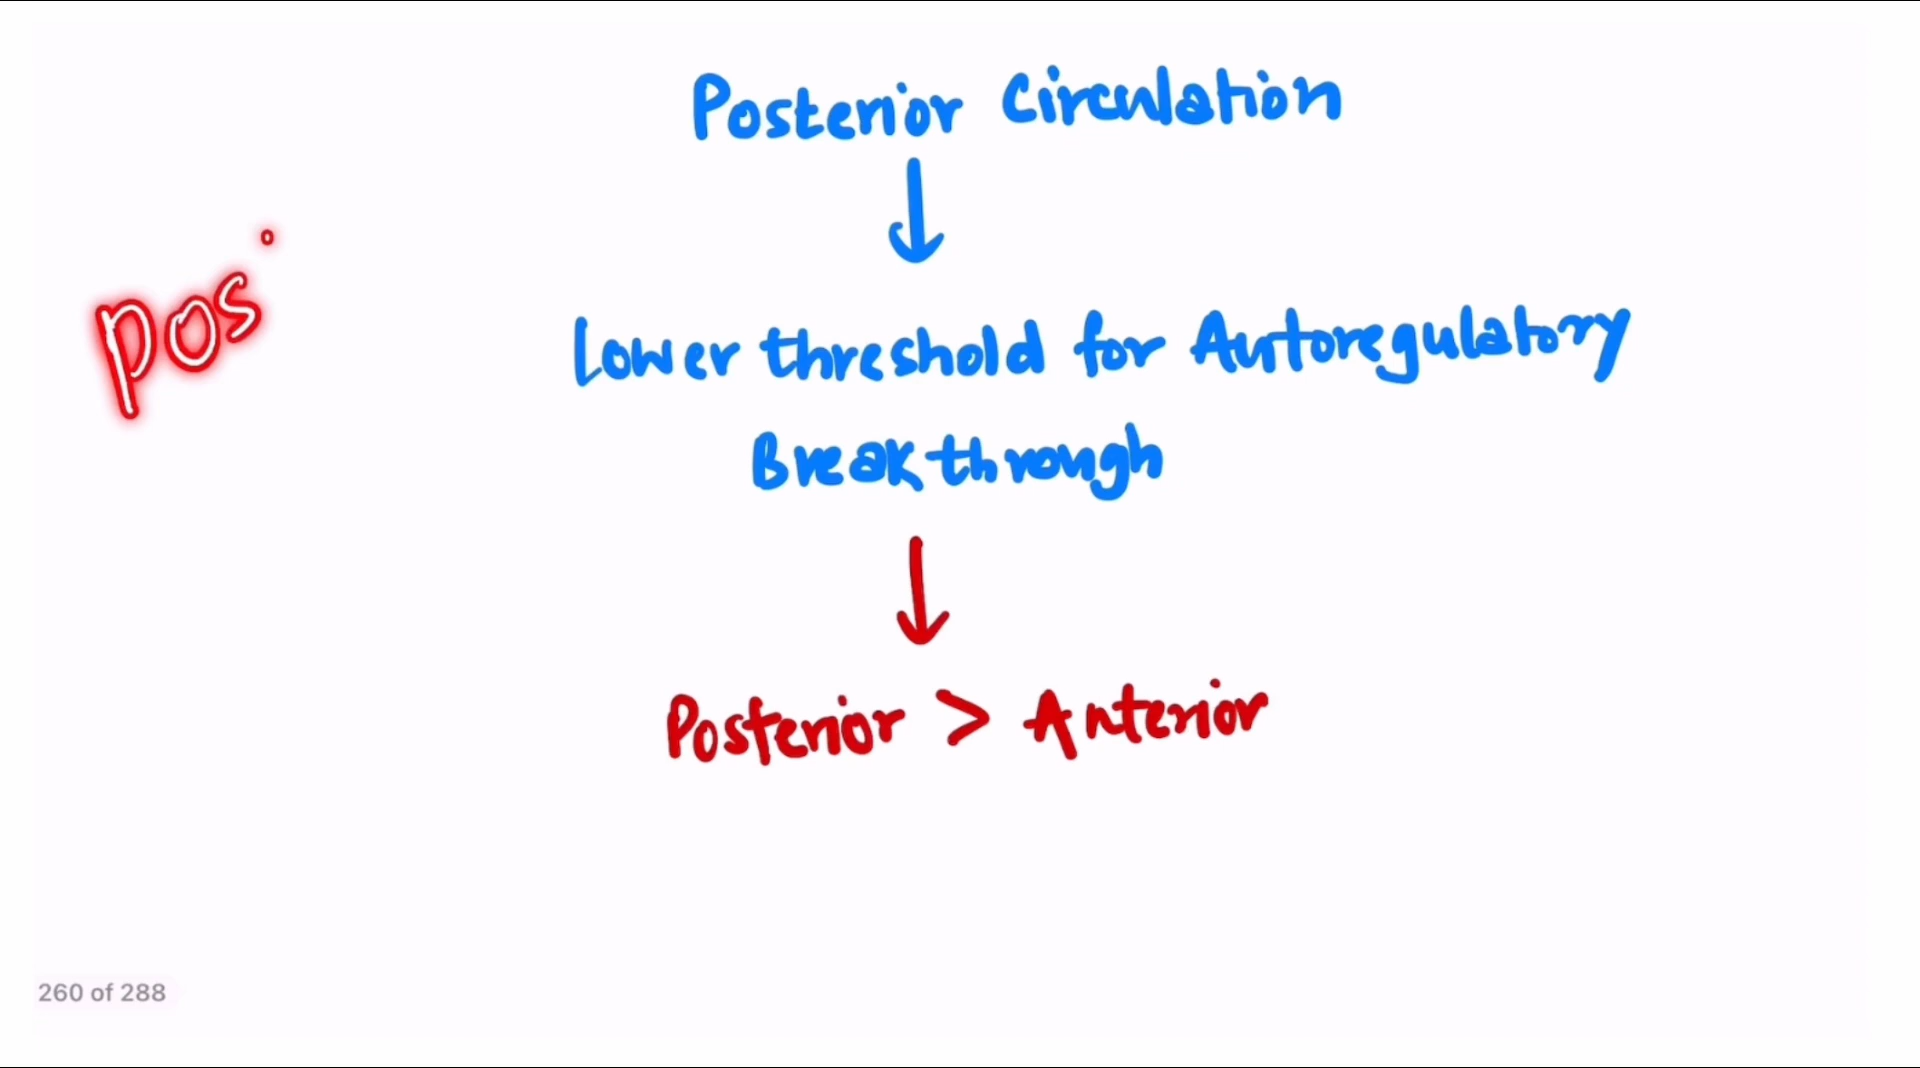 Posterior Circulation
↓
pos
Lower threshold for Autoregulatory
Breakthrough
↓
Posterior > Anterior
260 of 288